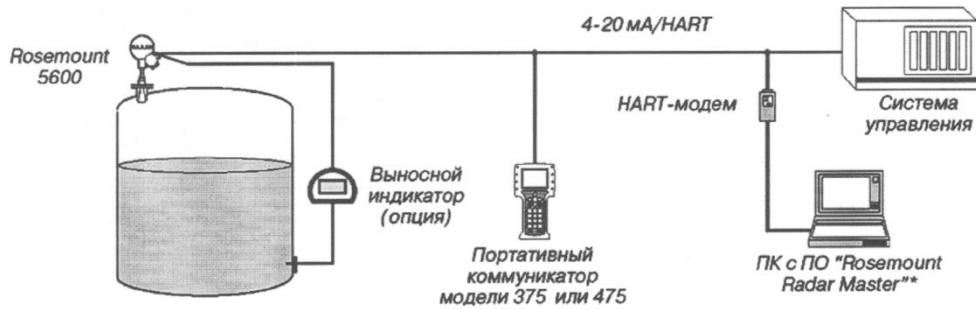 4-20 мА/HART
Rosemount
5600
HART-модем
Система
управления
Выносной
индикатор
(опция)
Портативный
коммуникатор
модели 375 или 475
ПК с ПО "Rosemount
Radar Master"*